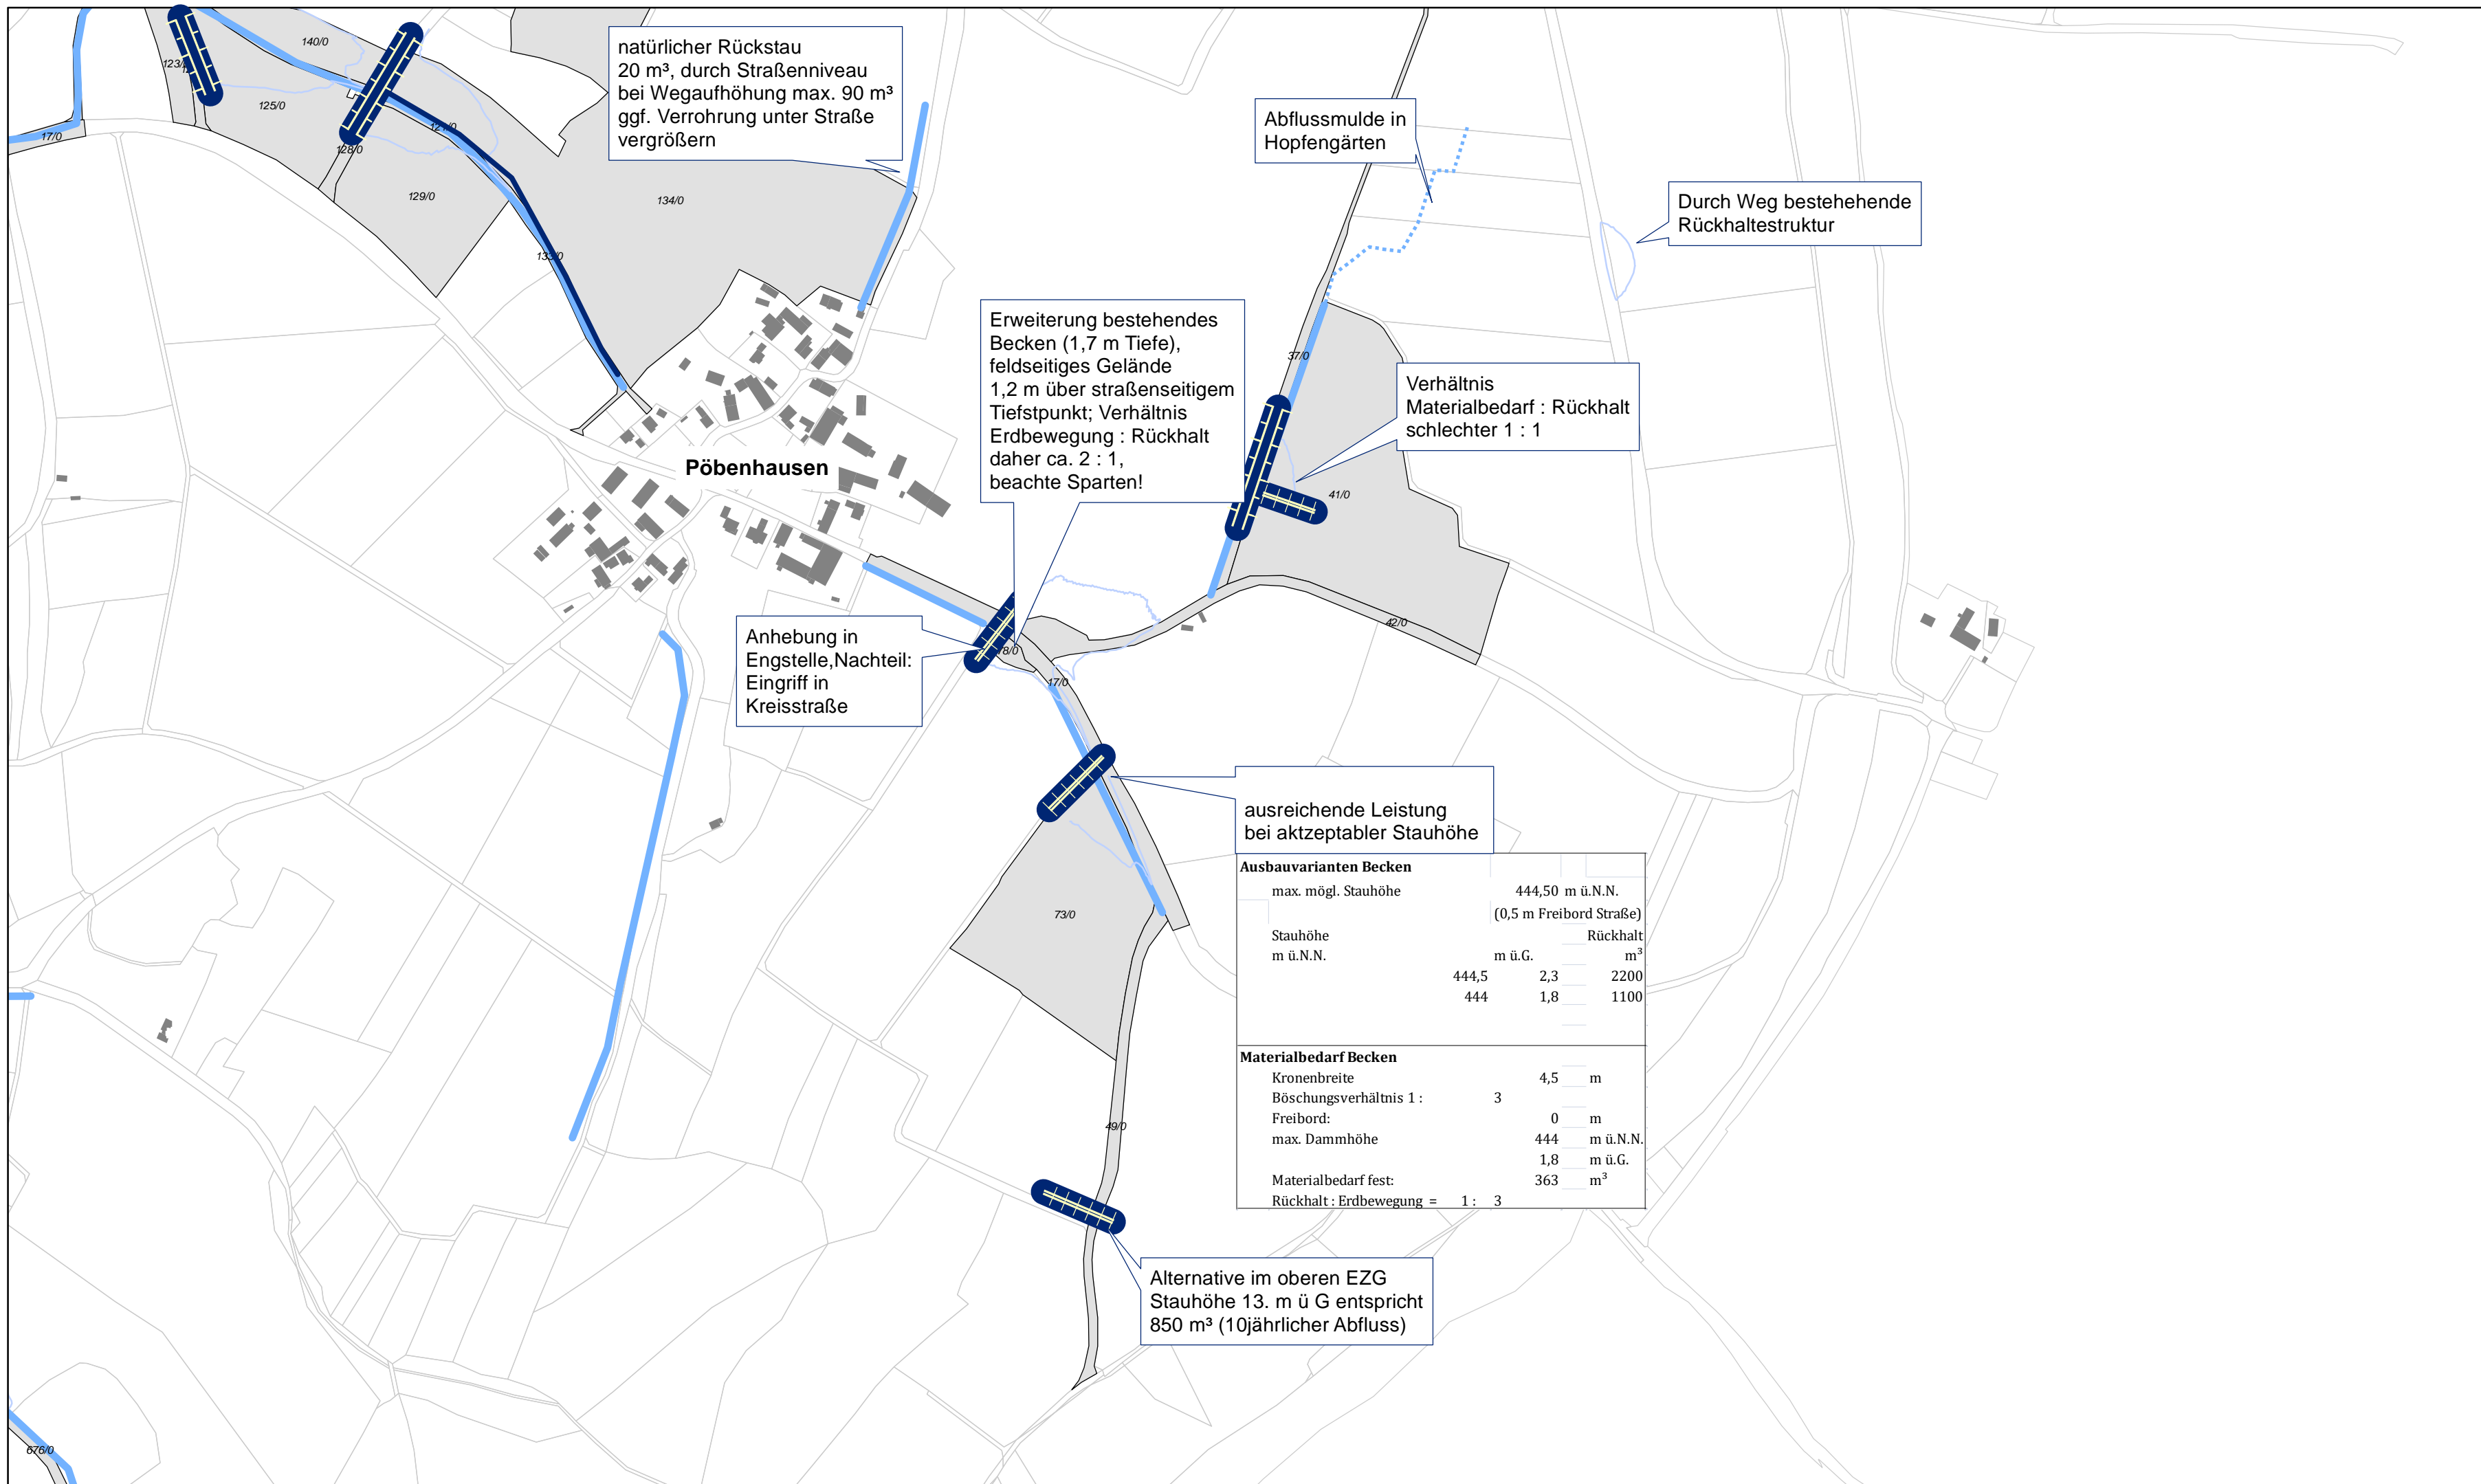 140/0
123/
125/0
17/0
128/0
129/0
133/0
134/0
natürlicher Rückstau
20 m³, durch Straßenniveau
bei Wegaufhöhung max. 90 m³
ggf. Verrohrung unter Straße
vergrößern
Abflussmulde in
Hopfengärten
Durch Weg bestehehende
Rückhaltestruktur
Erweiterung bestehendes
Becken (1,7 m Tiefe),
feldseitiges Gelände
1,2 m über straßenseitigem
Tiefstpunkt; Verhältnis
Erdbewegung : Rückhalt
daher ca. 2 : 1,
beachte Sparten!
37/0
Verhältnis
Materialbedarf : Rückhalt
schlechter 1 : 1
41/0
Pöbenhausen
42/0
Anhebung in
Engstelle,Nachteil:
Eingriff in
Kreisstraße
78/0
17/0
ausreichende Leistung
bei aktzeptabler Stauhöhe
73/0
Ausbauvarianten Becken
max. mögl. Stauhöhe 444,50 m ü.N.N.
(0,5 m Freibord Straße)
Stauhöhe Rückhalt
m ü.N.N. m ü.G. m³
444,5 2,3 2200
444 1,8 1100
Materialbedarf Becken
Kronenbreite 4,5 m
Böschungsverhältnis 1 : 3
Freibord: 0 m
max. Dammhöhe 444 m ü.N.N.
1,8 m ü.G.
Materialbedarf fest: 363 m³
Rückhalt : Erdbewegung = 1 : 3
49/0
Alternative im oberen EZG
Stauhöhe 13. m ü G entspricht
850 m³ (10jährlicher Abfluss)
676/0